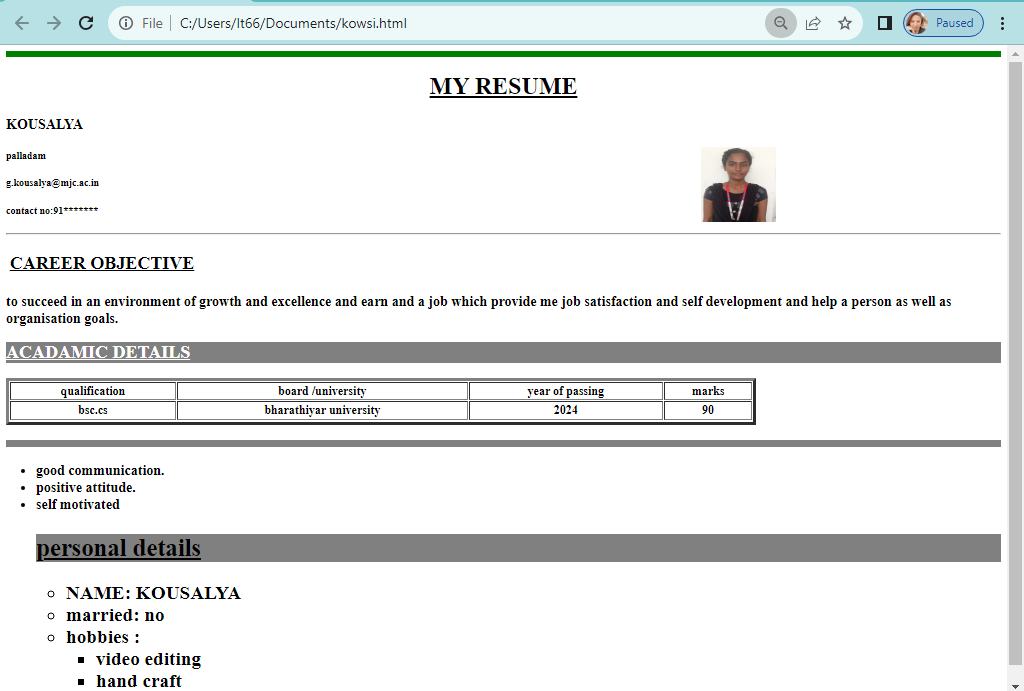 File
C:/Users/lt66/Documents/kowsi.html
Paused
MY RESUME
KOUSALYA
palladam
g.kousalya@mjc.ac.in
contact no:91*******
CAREER OBJECTIVE
to succeed in an environment of growth and excellence and earn and a job which provide me job satisfaction and self development and help a person as well as
organisation goals.
ACADAMIC DETAILS
qualification board /university year of passing marks
bsc.cs bharathiyar university 2024 90
good communication.
positive attitude.
self motivated
personal details
NAME: KOUSALYA
married: no
hobbies :
video editing
hand craft